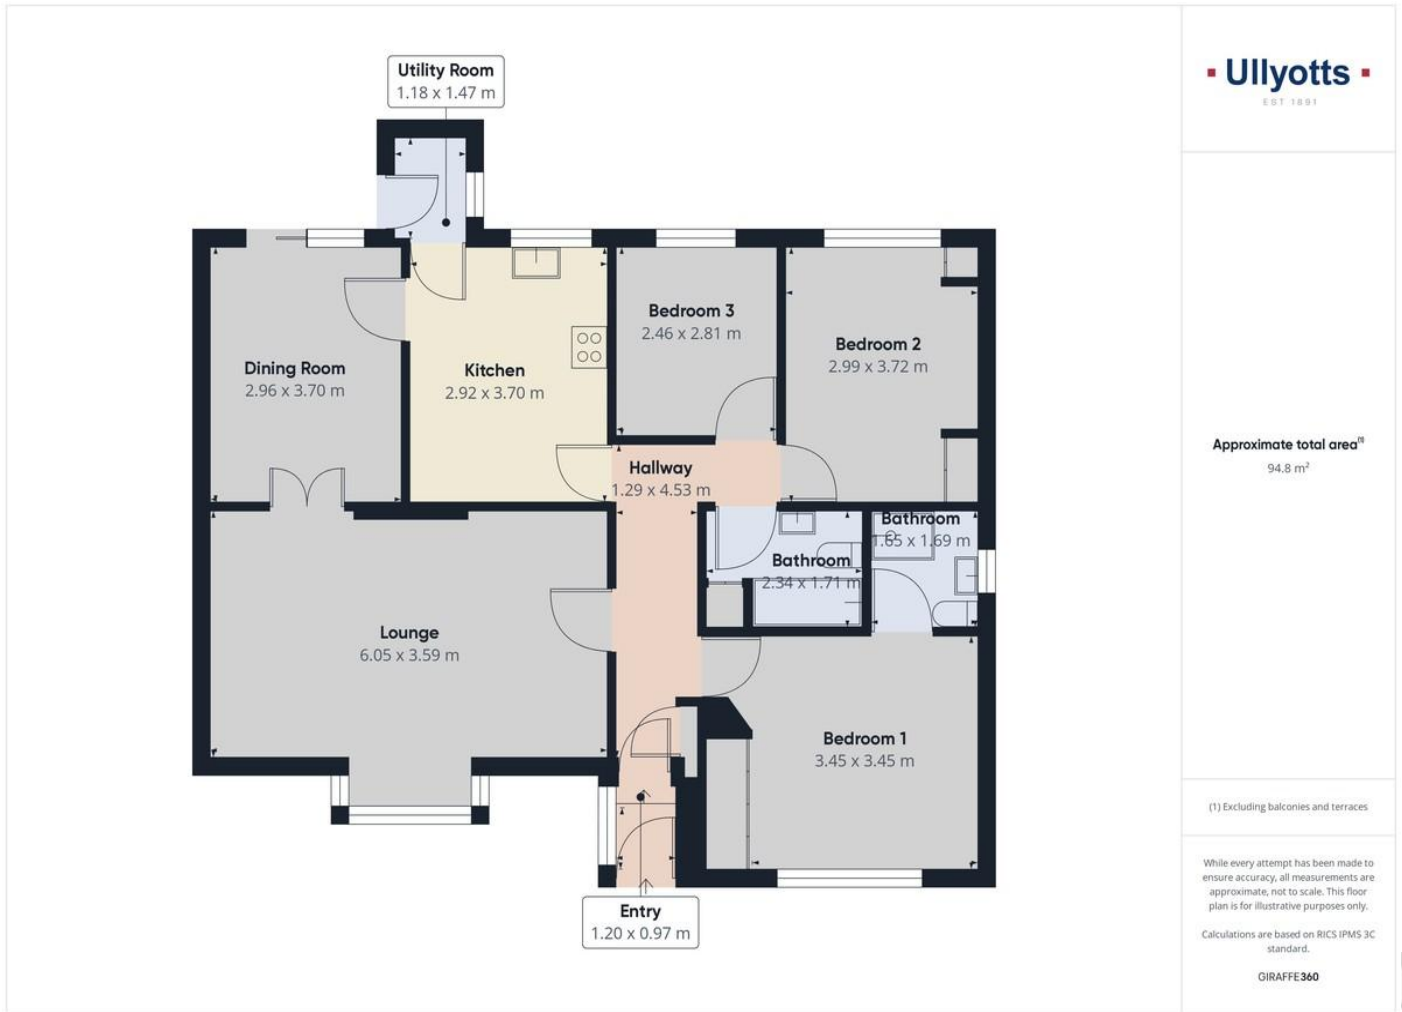 Utility Room
1.18 x 1.47 m
Dining Room
2.96 x 3.70 m
Kitchen
2.92 x 3.70 m
Bedroom 3
2.46 x 2.81 m
Bedroom 2
2.99 x 3.72 m
Hallway
1.29 x 4.53 m
Bathroom
2.34 x 1.71 m
Bathroom
1.65 x 1.69 m
Lounge
6.05 x 3.59 m
Bedroom 1
3.45 x 3.45 m
Entry
1.20 x 0.97 m
Ullyotts
EST 1891
Approximate total area(1)
94.8 m²
(1) Excluding balconies and terraces
While every attempt has been made to
ensure accuracy, all measurements are
approximate, not to scale. This floor
plan is for illustrative purposes only.
Calculations are based on RICS IPMS 3C
standard.
GIRAFFE360